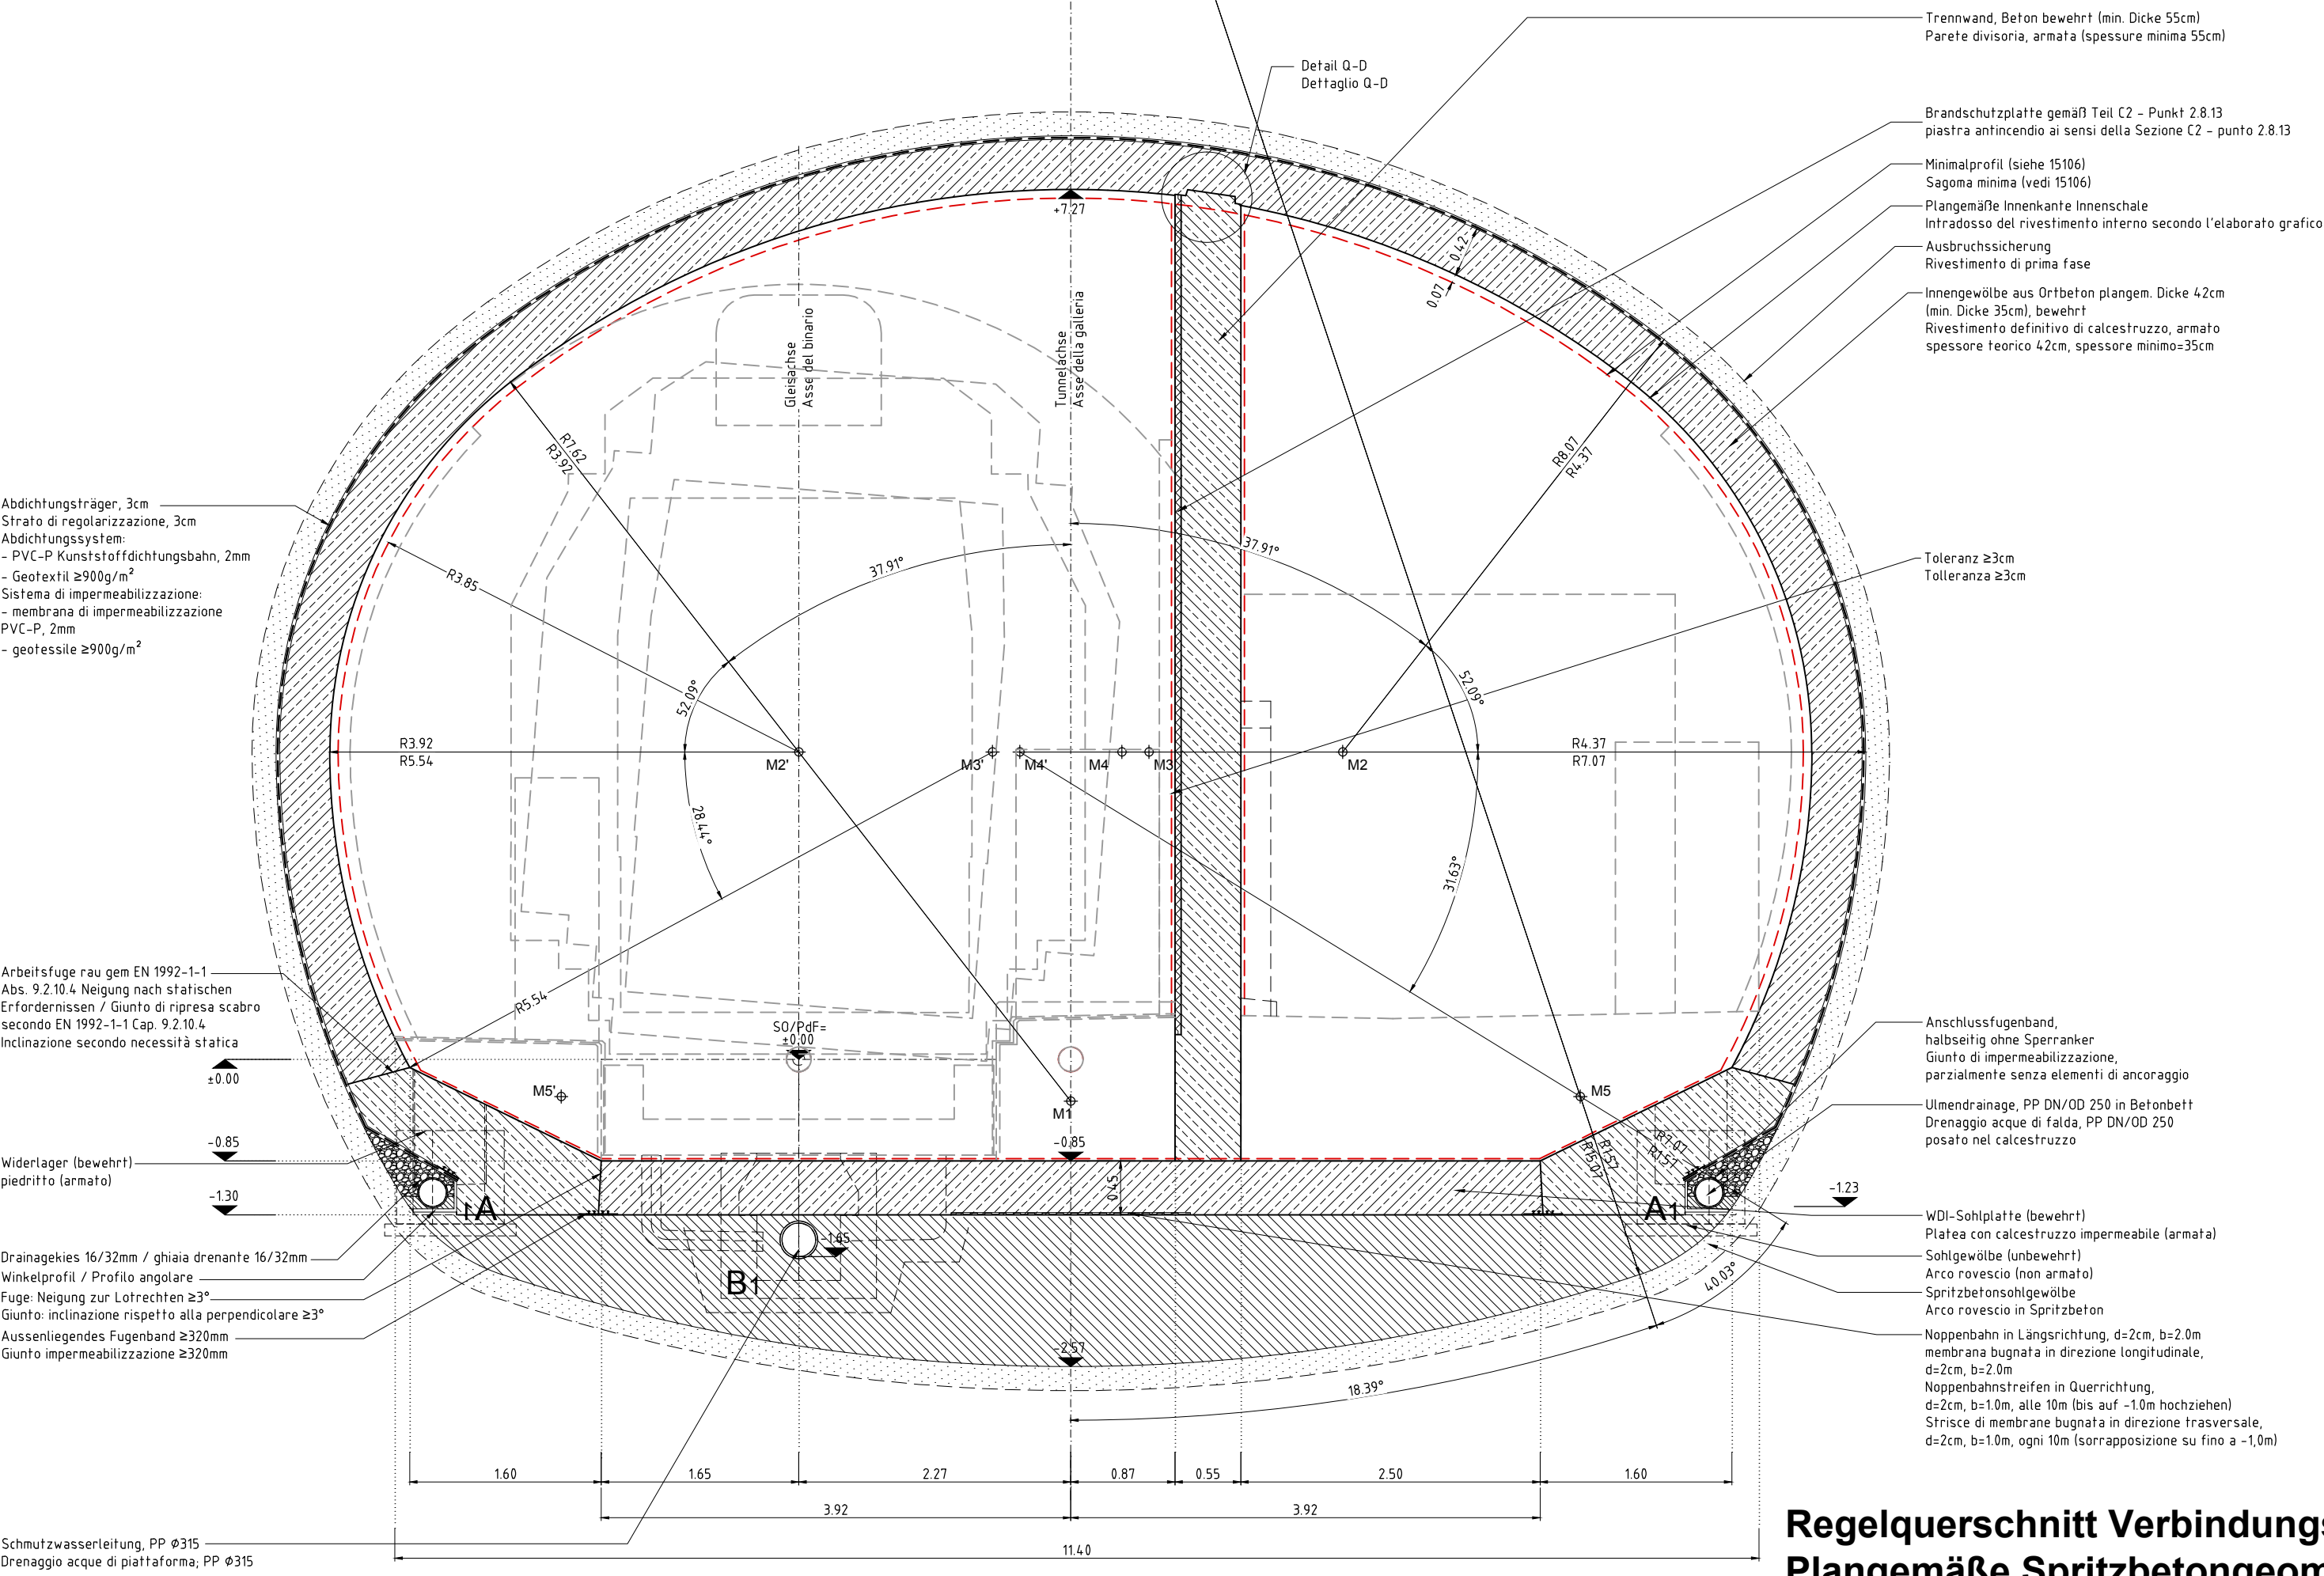 Trennwand, Beton bewehrt (min. Dicke 55cm)
Parete divisoria, armata (spessure minima 55cm)
Detail Q-D
Dettaglio Q-D
Brandschutzplatte gemäß Teil C2 - Punkt 2.8.13
piastra antincendio ai sensi della Sezione C2 - punto 2.8.13
Minimalprofil (siehe 15106)
Sagoma minima (vedi 15106)
Plangemäße Innenkante Innenschale
Intradosso del rivestimento interno secondo l'elaborato grafico
Ausbruchssicherung
Rivestimento di prima fase
Innengewölbe aus Ortbeton plangem. Dicke 42cm
(min. Dicke 35cm), bewehrt
Rivestimento definitivo di calcestruzzo, armato
spessore teorico 42cm, spessore minimo=35cm
+7.27
0.42
0.07
Gleisachse
Asse del binario
Tunnelachse
Asse della galleria
R7.62
R3.92
R8.07
R4.37
Abdichtungsträger, 3cm
Strato di regolarizzazione, 3cm
Abdichtungssystem:
- PVC-P Kunststoffdichtungsbahn, 2mm
- Geotextil ≥900g/m²
Sistema di impermeabilizzazione:
- membrana di impermeabilizzazione
PVC-P, 2mm
- geotessile ≥900g/m²
R3.85
37.91°
37.91°
Toleranz ≥3cm
Tolleranza ≥3cm
52.09°
52.09°
R3.92
R5.54
M2'
M3'
M4'
M4
M3
M2
R4.37
R7.07
28.44°
31.63°
R5.54
Arbeitsfuge rau gem EN 1992-1-1
Abs. 9.2.10.4 Neigung nach statischen
Erfordernissen / Giunto di ripresa scabro
secondo EN 1992-1-1 Cap. 9.2.10.4
Inclinazione secondo necessità statica
±0.00
SO/PdF=
±0.00
M5'
M1
M5
Anschlussfugenband,
halbseitig ohne Sperranker
Giunto di impermeabilizzazione,
parzialmente senza elementi di ancoraggio
Ulmendrainage, PP DN/OD 250 in Betonbett
Drenaggio acque di falda, PP DN/OD 250
posato nel calcestruzzo
-0.85
-0.85
R7.07
R1.57
R1.57
R15.07
Widerlager (bewehrt)
piedritto (armato)
-1.30
0.45
-1.23
A1
A1
WDI-Sohlplatte (bewehrt)
Platea con calcestruzzo impermeabile (armata)
-1.65
B1
Drainagekies 16/32mm / ghiaia drenante 16/32mm
Winkelprofil / Profilo angolare
Fuge: Neigung zur Lotrechten ≥3°
Giunto: inclinazione rispetto alla perpendicolare ≥3°
Aussenliegendes Fugenband ≥320mm
Giunto impermeabilizzazione ≥320mm
Sohlgewölbe (unbewehrt)
Arco rovescio (non armato)
Spritzbetonsohlgewölbe
Arco rovescio in Spritzbeton
40.03°
-2.57
18.39°
Noppenbahn in Längsrichtung, d=2cm, b=2.0m
membrana bugnata in direzione longitudinale,
d=2cm, b=2.0m
Noppenbahnstreifen in Querrichtung,
d=2cm, b=1.0m, alle 10m (bis auf -1.0m hochziehen)
Strisce di membrane bugnata in direzione trasversale,
d=2cm, b=1.0m, ogni 10m (sorrapposizione su fino a -1,0m)
1.60
1.65
2.27
0.87
0.55
2.50
1.60
3.92
3.92
11.40
Schmutzwasserleitung, PP Ø315
Drenaggio acque di piattaforma; PP Ø315
Regelquerschnitt Verbindungs
Plangemäße Spritzbetongeom